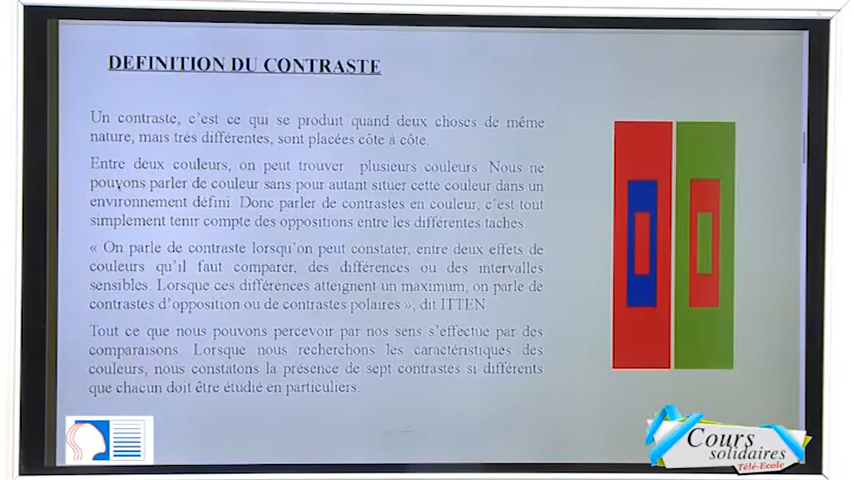 DEFINITION DU CONTRASTE
Un contraste, c'est ce qui se produit quand deux choses de même
nature, mais très différentes, sont placées côte à côte.
Entre deux couleurs, on peut trouver plusieurs couleurs. Nous ne
pouvons parler de couleur sans pour autant situer cette couleur dans un
environnement défini. Donc parler de contrastes en couleur, c'est tout
simplement tenir compte des oppositions entre les différentes taches.
« On parle de contraste lorsqu'on peut constater, entre deux effets de
couleurs qu'il faut comparer, des différences ou des intervalles
sensibles. Lorsque ces différences atteignent un maximum, on parle de
contrastes d'opposition ou de contrastes polaires », dit ITTEN
Tout ce que nous pouvons percevoir par nos sens s'effectue par des
comparaisons. Lorsque nous recherchons les caractéristiques des
couleurs, nous constatons la présence de sept contrastes si différents
que chacun doit être étudié en particuliers.
Cours
solidaires
Télé-Ecole